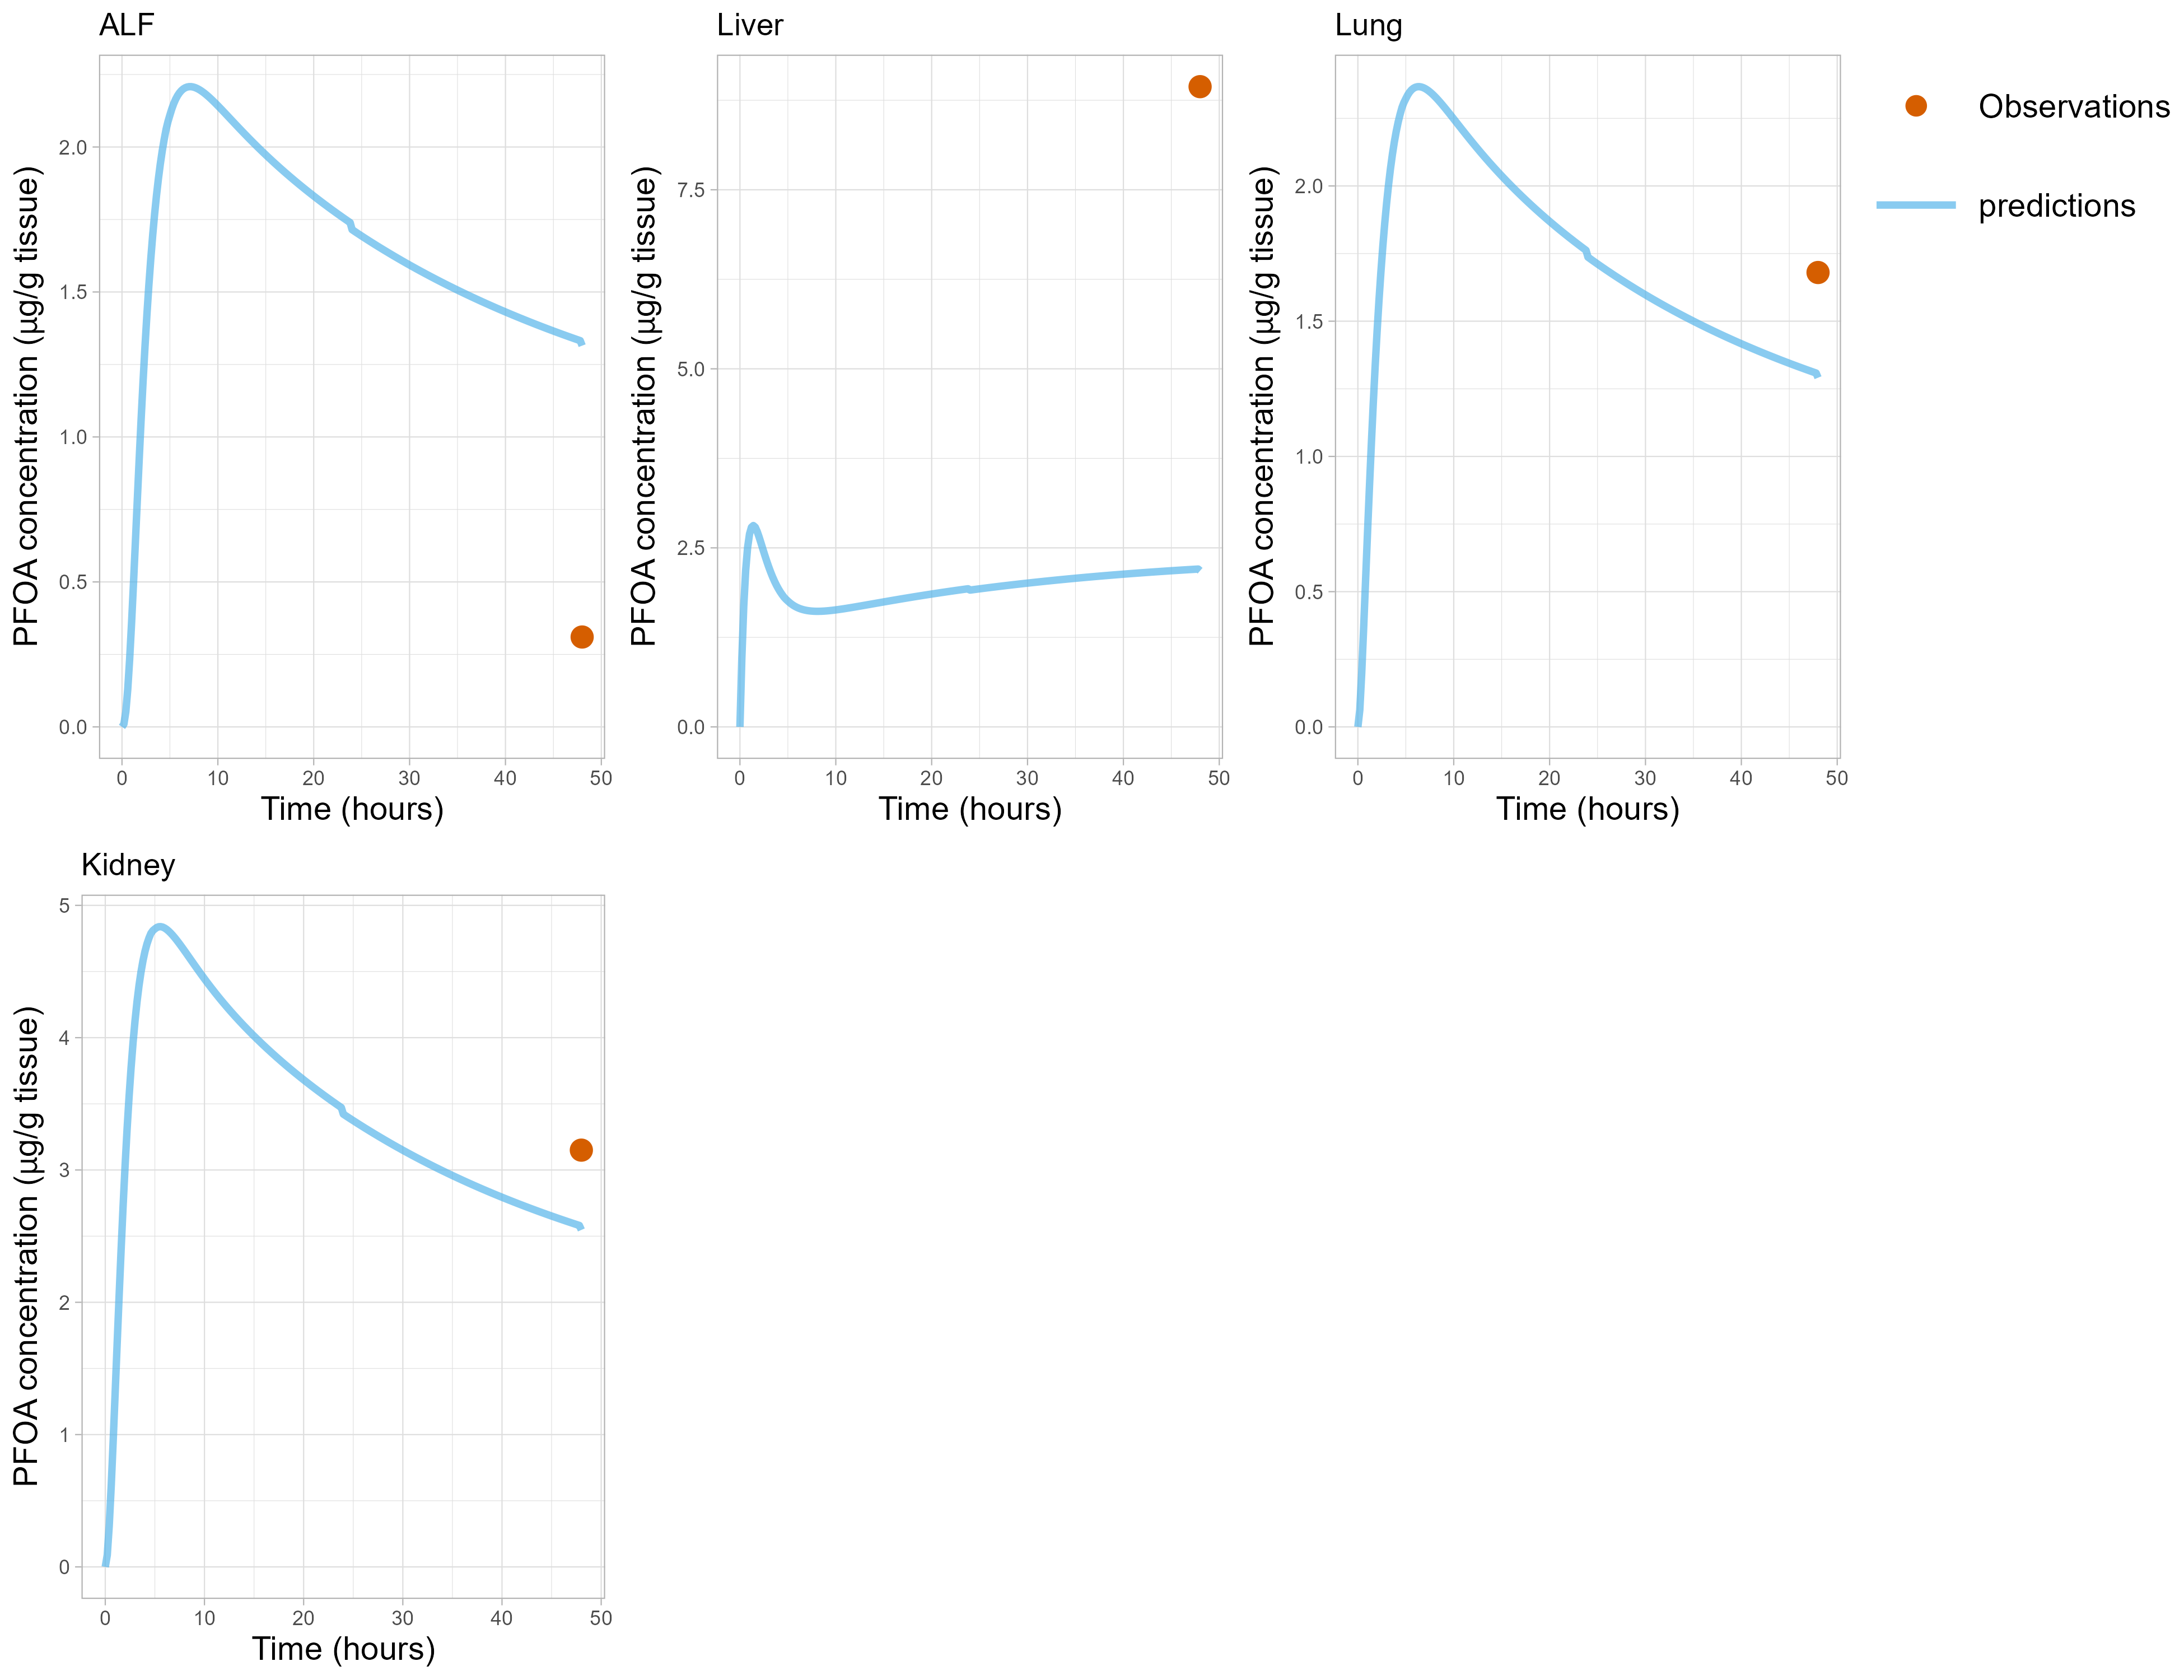 ALF
Liver
Lung
PFOA concentration (µg/g tissue)
2.0
1.5
1.0
0.5
0.0
0 10 20 30 40 50
Time (hours)
PFOA concentration (µg/g tissue)
7.5
5.0
2.5
0.0
0 10 20 30 40 50
Time (hours)
PFOA concentration (µg/g tissue)
2.0
1.5
1.0
0.5
0.0
0 10 20 30 40 50
Time (hours)
Observations
predictions
Kidney
PFOA concentration (µg/g tissue)
5
4
3
2
1
0
0 10 20 30 40 50
Time (hours)